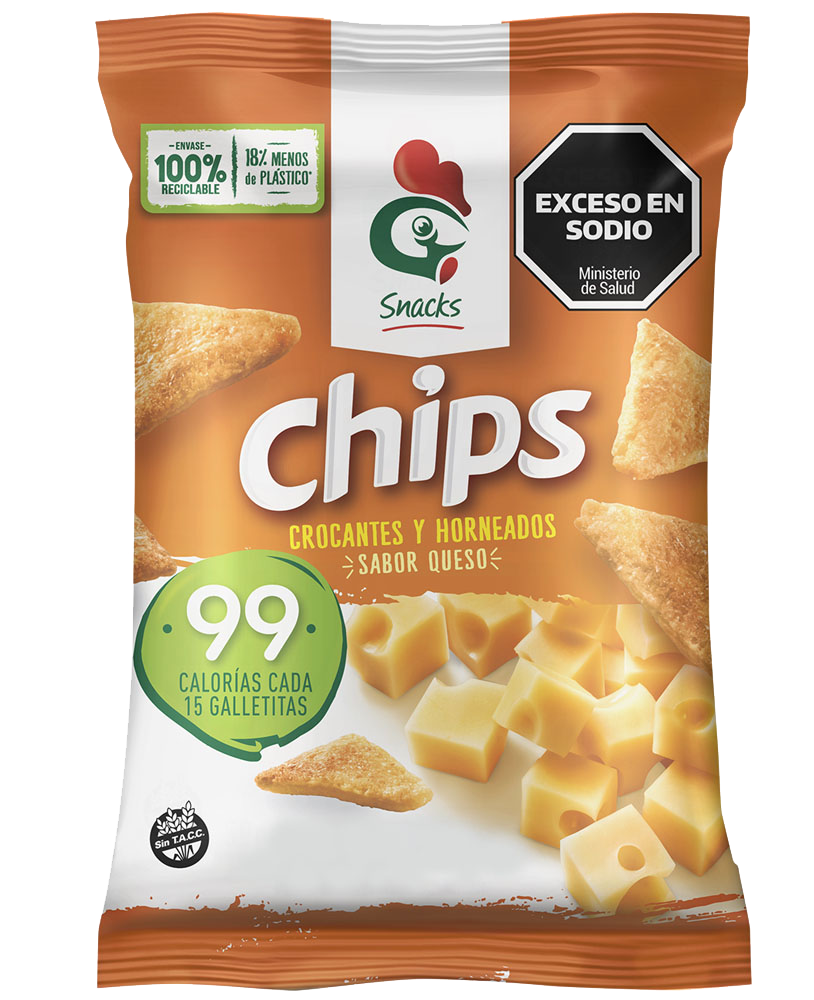 -ENVASE-
100%
RECICLABLE
18% MENOS
de PLÁSTICO*
EXCESO EN
SODIO
Ministerio
de Salud
Snacks
Chips
CROCANTES Y HORNEADOS
SABOR QUESO
99
CALORÍAS CADA
15 GALLETITAS
Sin T.A.C.C.